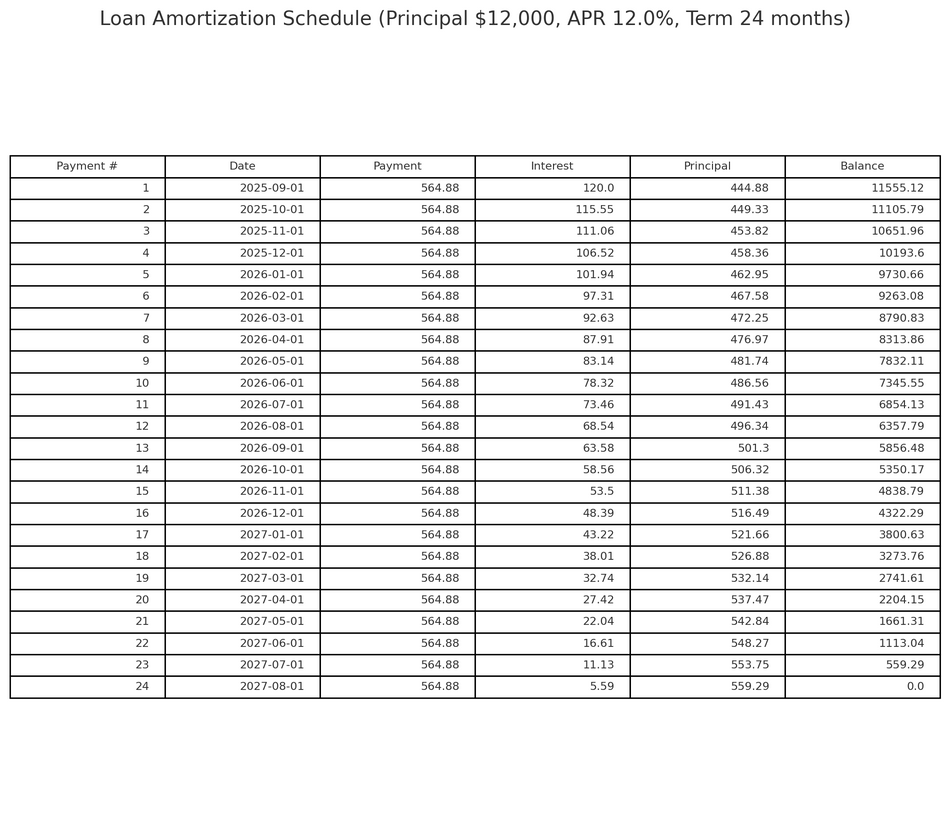 Loan Amortization Schedule (Principal $12,000, APR 12.0%, Term 24 months)
Payment # Date Payment Interest Principal Balance
1 2025-09-01 564.88 120.0 444.88 11555.12
2 2025-10-01 564.88 115.55 449.33 11105.79
3 2025-11-01 564.88 111.06 453.82 10651.96
4 2025-12-01 564.88 106.52 458.36 10193.6
5 2026-01-01 564.88 101.94 462.95 9730.66
6 2026-02-01 564.88 97.31 467.58 9263.08
7 2026-03-01 564.88 92.63 472.25 8790.83
8 2026-04-01 564.88 87.91 476.97 8313.86
9 2026-05-01 564.88 83.14 481.74 7832.11
10 2026-06-01 564.88 78.32 486.56 7345.55
11 2026-07-01 564.88 73.46 491.43 6854.13
12 2026-08-01 564.88 68.54 496.34 6357.79
13 2026-09-01 564.88 63.58 501.3 5856.48
14 2026-10-01 564.88 58.56 506.32 5350.17
15 2026-11-01 564.88 53.5 511.38 4838.79
16 2026-12-01 564.88 48.39 516.49 4322.29
17 2027-01-01 564.88 43.22 521.66 3800.63
18 2027-02-01 564.88 38.01 526.88 3273.76
19 2027-03-01 564.88 32.74 532.14 2741.61
20 2027-04-01 564.88 27.42 537.47 2204.15
21 2027-05-01 564.88 22.04 542.84 1661.31
22 2027-06-01 564.88 16.61 548.27 1113.04
23 2027-07-01 564.88 11.13 553.75 559.29
24 2027-08-01 564.88 5.59 559.29 0.0